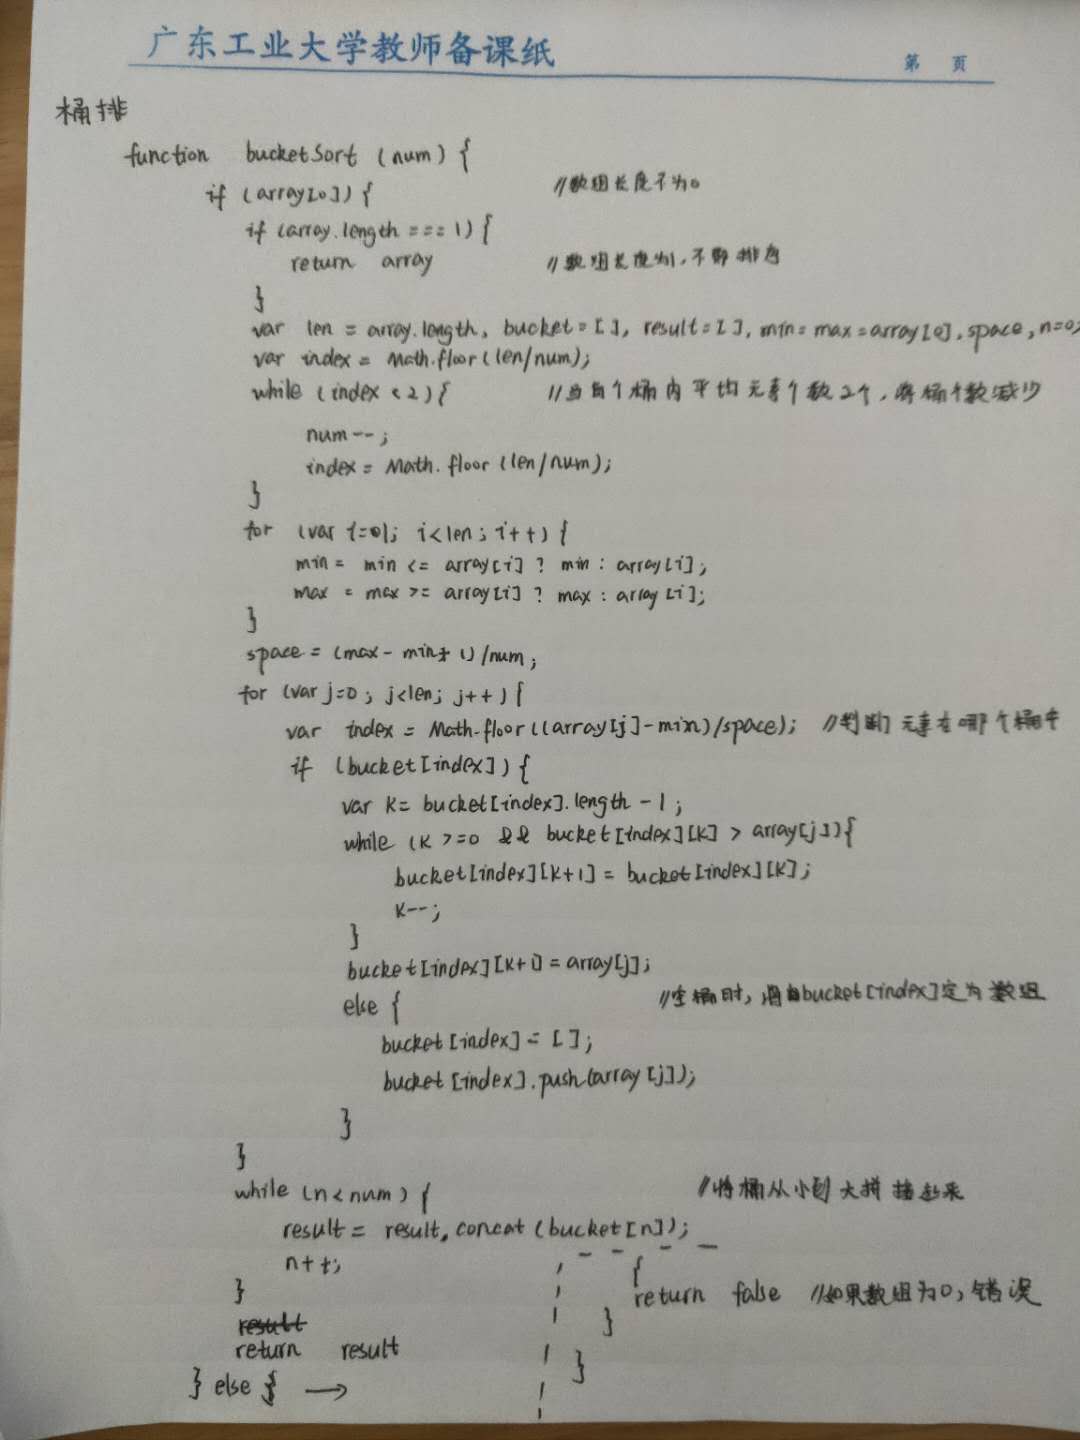 广东工业大学教师备课纸
第 页
桶排
function bucketSort (num) {
if (array[0]) { //数组长度不为0
if (array.length === 1) {
return array //数组长度为1,不用排序
}
var len = array.length, bucket = [ ], result = [ ], min = max = array[0], space, n=0;
var index = Math.floor(len/num);
while (index < 2) { //当每个桶内平均元素个数2个,将桶个数减少
num--;
index = Math.floor(len/num);
}
for (var i=0; i<len; i++) {
min = min <= array[i] ? min : array[i];
max = max >= array[i] ? max : array[i];
}
space = (max - min + 1)/num;
for (var j=0; j<len; j++) {
var index = Math.floor((array[j]-min)/space); //判断元素在哪个桶中
if (bucket[index]) {
var k = bucket[index].length - 1;
while (k >=0 && bucket[index][k] > array[j]) {
bucket[index][k+1] = bucket[index][k];
k--;
}
bucket[index][k+1] = array[j];
else { //空桶时,将bucket[index]定为数组
bucket[index] = [ ];
bucket[index].push(array[j]);
}
}
while (n < num) { //将桶从小到大拼接起来
result = result.concat(bucket[n]);
n++;
}
return result
} else { →
{
return false //如果数组为0,错误
}
}